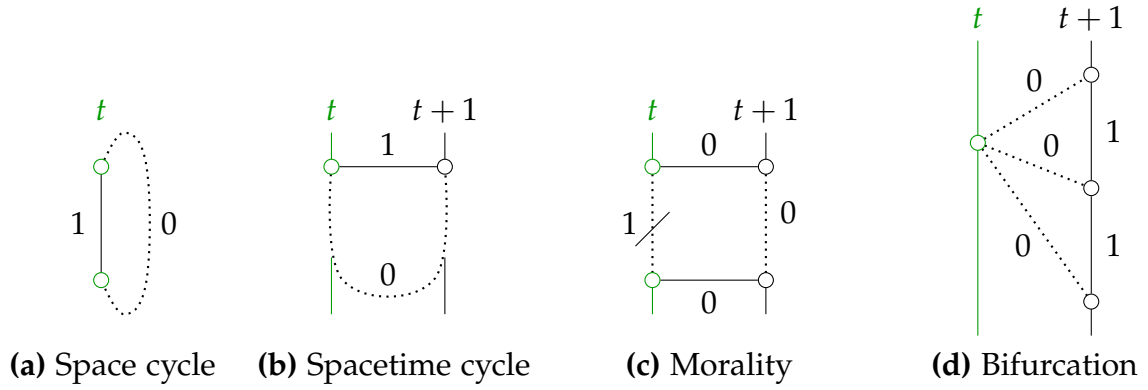 t
1
0
(a) Space cycle
t
t + 1
1
0
(b) Spacetime cycle
t
t + 1
0
1
0
0
(c) Morality
t
t + 1
0
0
0
1
1
(d) Bifurcation